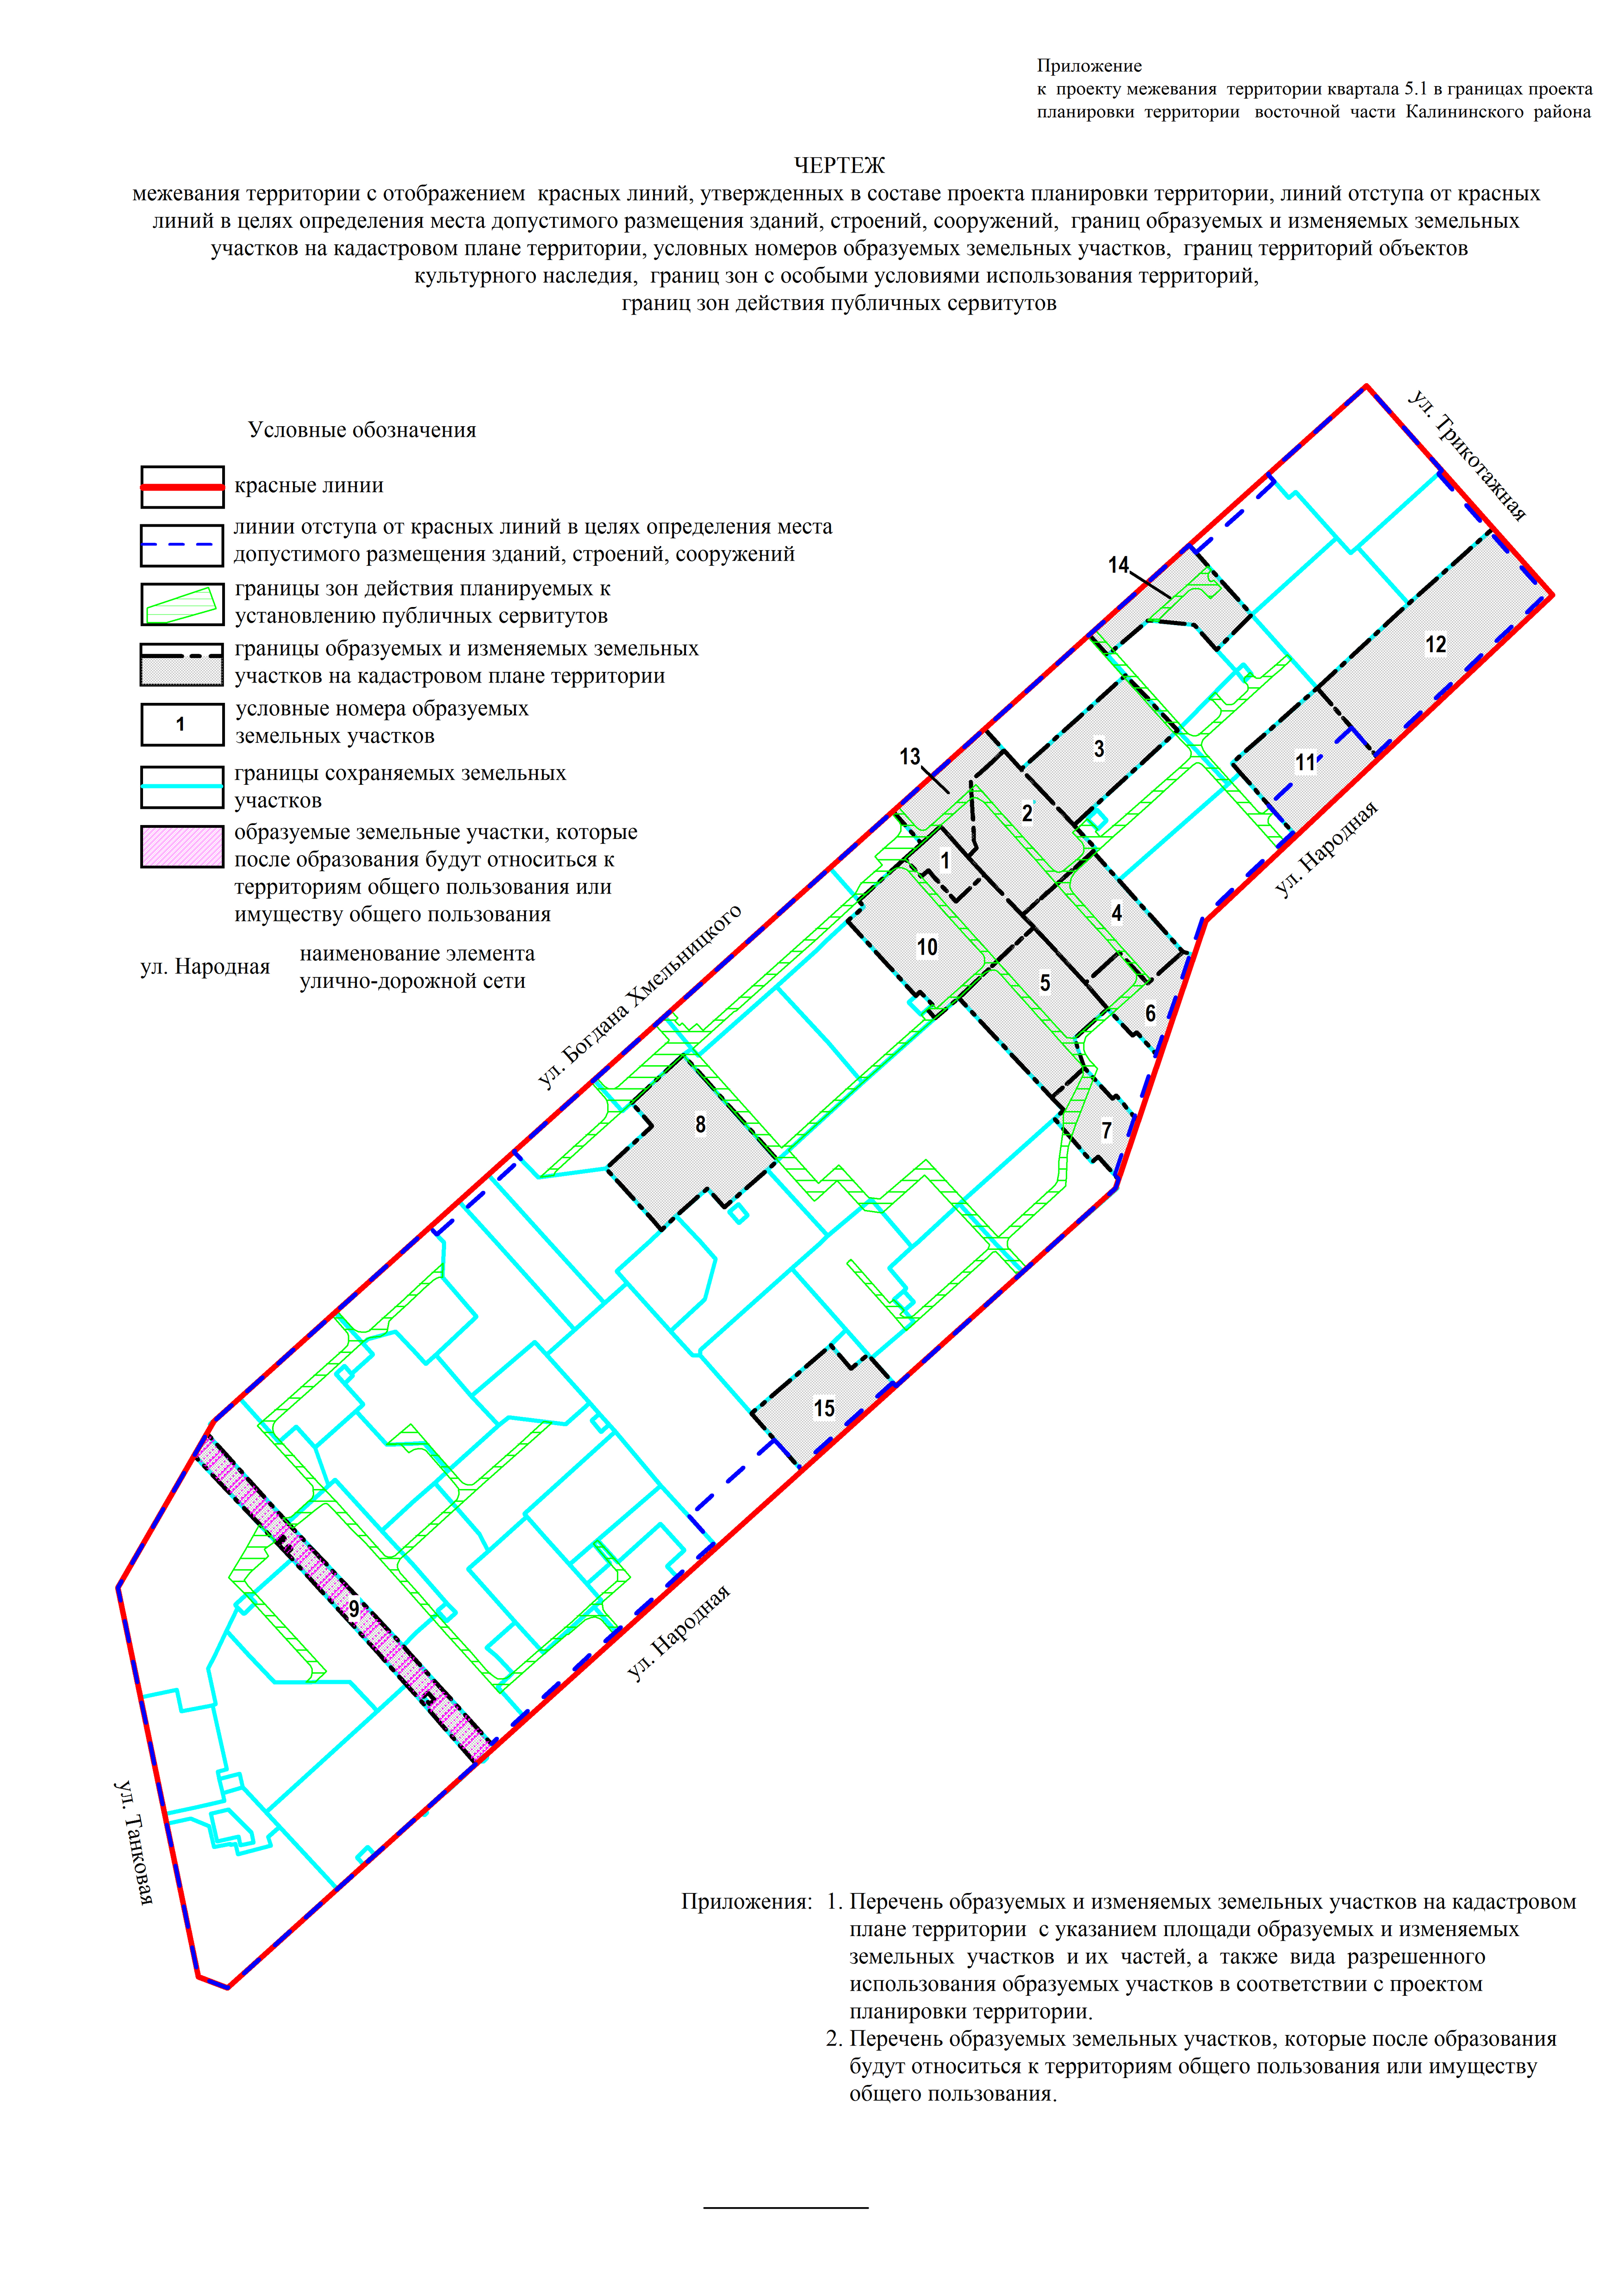 Приложение
к проекту межевания территории квартала 5.1 в границах проекта
планировки территории восточной части Калининского района
ЧЕРТЕЖ
межевания территории с отображением красных линий, утвержденных в составе проекта планировки территории, линий отступа от красных
линий в целях определения места допустимого размещения зданий, строений, сооружений, границ образуемых и изменяемых земельных
участков на кадастровом плане территории, условных номеров образуемых земельных участков, границ территорий объектов
культурного наследия, границ зон с особыми условиями использования территорий,
границ зон действия публичных сервитутов
Условные обозначения
красные линии
линии отступа от красных линий в целях определения места
допустимого размещения зданий, строений, сооружений
границы зон действия планируемых к
установлению публичных сервитутов
границы образуемых и изменяемых земельных
участков на кадастровом плане территории
1
условные номера образуемых
земельных участков
границы сохраняемых земельных
участков
образуемые земельные участки, которые
после образования будут относиться к
территориям общего пользования или
имуществу общего пользования
ул. Народная
наименование элемента
улично-дорожной сети
ул. Трикотажная
14
12
3
13
11
2
ул. Народная
1
4
ул. Богдана Хмельницкого
10
5
6
8
7
15
9
ул. Народная
ул. Танковая
Приложения: 1. Перечень образуемых и изменяемых земельных участков на кадастровом
плане территории с указанием площади образуемых и изменяемых
земельных участков и их частей, а также вида разрешенного
использования образуемых участков в соответствии с проектом
планировки территории.
2. Перечень образуемых земельных участков, которые после образования
будут относиться к территориям общего пользования или имуществу
общего пользования.